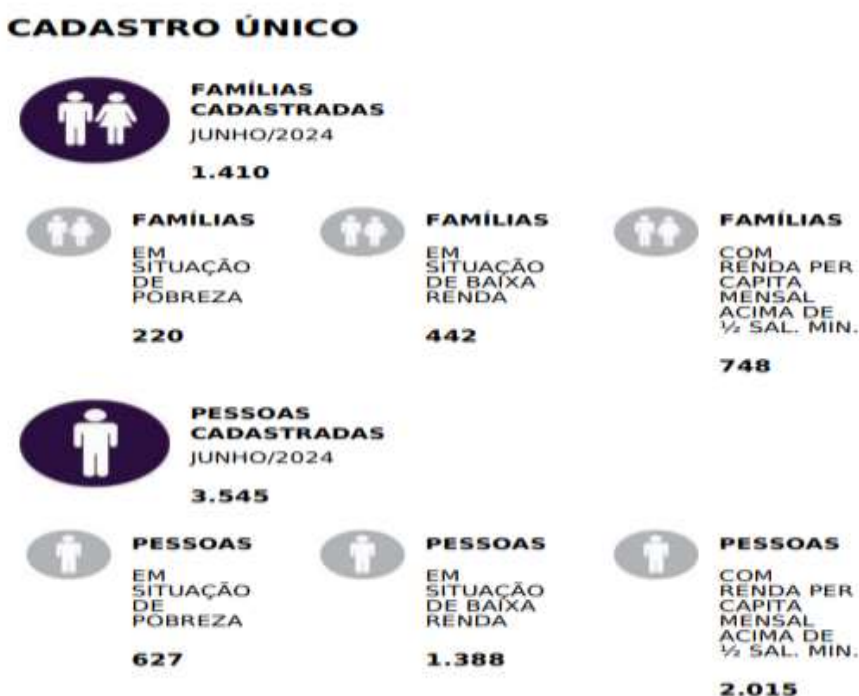 CADASTRO ÚNICO
FAMÍLIAS
CADASTRADAS
JUNHO/2024
1.410
FAMÍLIAS
EM
SITUAÇÃO
DE
POBREZA
220
FAMÍLIAS
EM
SITUAÇÃO
DE BAIXA
RENDA
442
FAMÍLIAS
COM
RENDA PER
CAPITA
MENSAL
ACIMA DE
½ SAL. MIN.
748
PESSOAS
CADASTRADAS
JUNHO/2024
3.545
PESSOAS
EM
SITUAÇÃO
DE
POBREZA
627
PESSOAS
EM
SITUAÇÃO
DE BAIXA
RENDA
1.388
PESSOAS
COM
RENDA PER
CAPITA
MENSAL
ACIMA DE
½ SAL. MIN.
2.015